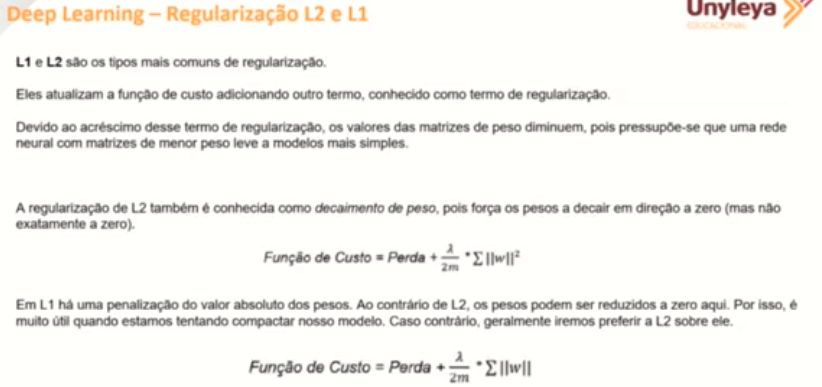 Deep Learning – Regularização L2 e L1
Unyleya
EDUCACIONAL
L1 e L2 são os tipos mais comuns de regularização.
Eles atualizam a função de custo adicionando outro termo, conhecido como termo de regularização.
Devido ao acréscimo desse termo de regularização, os valores das matrizes de peso diminuem, pois pressupõe-se que uma rede
neural com matrizes de menor peso leve a modelos mais simples.
A regularização de L2 também é conhecida como decaimento de peso, pois força os pesos a decair em direção a zero (mas não
exatamente a zero).
Função de Custo = Perda + λ/2m * ∑ ||w||²
Em L1 há uma penalização do valor absoluto dos pesos. Ao contrário de L2, os pesos podem ser reduzidos a zero aqui. Por isso, é
muito útil quando estamos tentando compactar nosso modelo. Caso contrário, geralmente iremos preferir a L2 sobre ele.
Função de Custo = Perda + λ/2m * ∑ ||w||